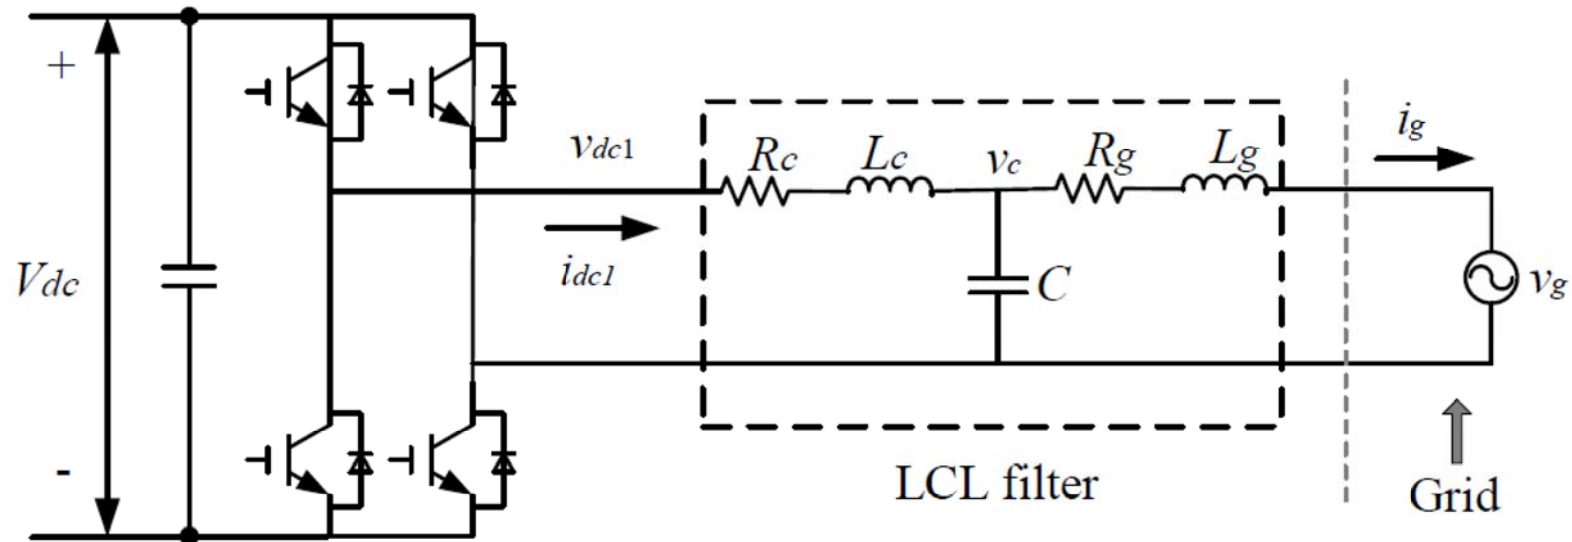 +
Vdc
-
vdc1
idc1
Rc
Lc
vc
Rg
Lg
C
LCL filter
ig
vg
Grid